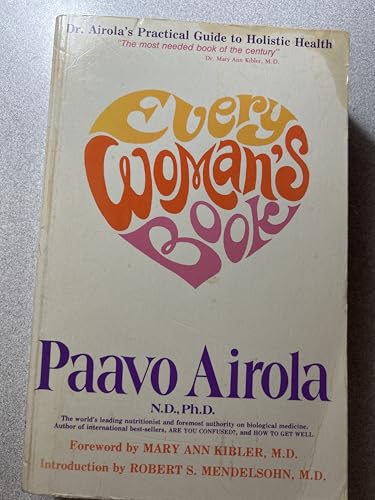 Dr. Airola's Practical Guide to Holistic Health
"The most needed book of the century"
Dr. Mary Ann Kibler, M.D.
Every
Woman's
Book
Paavo Airola
N.D., Ph.D.
The world's leading nutritionist and foremost authority on biological medicine.
Author of international best-sellers, ARE YOU CONFUSED?, and HOW TO GET WELL.
Foreword by MARY ANN KIBLER, M.D.
Introduction by ROBERT S. MENDELSOHN, M.D.